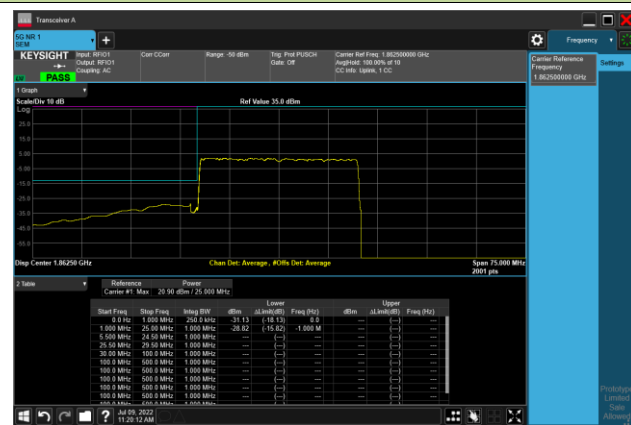 Transceiver A
5G NR 1
SEM
Frequency
KEYSIGHT
Input: RFIO1
Output: RFIO1
Coupling: AC
Corr CCorr
Range: -50 dBm
Trig: Prot PUSCH
Gate: Off
Carrier Ref Freq: 1.862500000 GHz
AvgHold: 100.00% of 10
CC Info: Uplink, 1 CC
PASS
Carrier Reference
Frequency
1.862500000 GHz
Settings
1 Graph
Scale/Div 10 dB
Ref Value 35.0 dBm
Log
25.0
15.0
5.00
-5.00
-15.0
-25.0
-35.0
-45.0
-55.0
Disp Center 1.86250 GHz
Chan Det: Average , #Offs Det: Average
Span 75.000 MHz
2001 pts
2 Table
Reference Power
Carrier #1 Max 20.90 dBm / 25.000 MHz
Lower Upper
Start Freq Stop Freq Integ BW dBm ΔLimit(dB) Freq (Hz) dBm ΔLimit(dB) Freq (Hz)
0.0 Hz 1.000 MHz 250.0 kHz -31.13 (-18.13) 0.0 --- (---) ---
1.000 MHz 25.00 MHz 1.000 MHz -28.82 (-15.82) -1.000 M --- (---) ---
5.500 MHz 24.50 MHz 1.000 MHz --- (---) --- --- (---) ---
25.50 MHz 29.50 MHz 1.000 MHz --- (---) --- --- (---) ---
30.00 MHz 100.0 MHz 1.000 MHz --- (---) --- --- (---) ---
100.0 MHz 500.0 MHz 1.000 MHz --- (---) --- --- (---) ---
100.0 MHz 500.0 MHz 1.000 MHz --- (---) --- --- (---) ---
100.0 MHz 500.0 MHz 1.000 MHz --- (---) --- --- (---) ---
100.0 MHz 500.0 MHz 1.000 MHz --- (---) --- --- (---) ---
100.0 MHz 500.0 MHz 1.000 MHz --- (---) --- --- (---) ---
Prototype
Limited
Sale
Allowed
Jul 09, 2022
11:20:12 AM